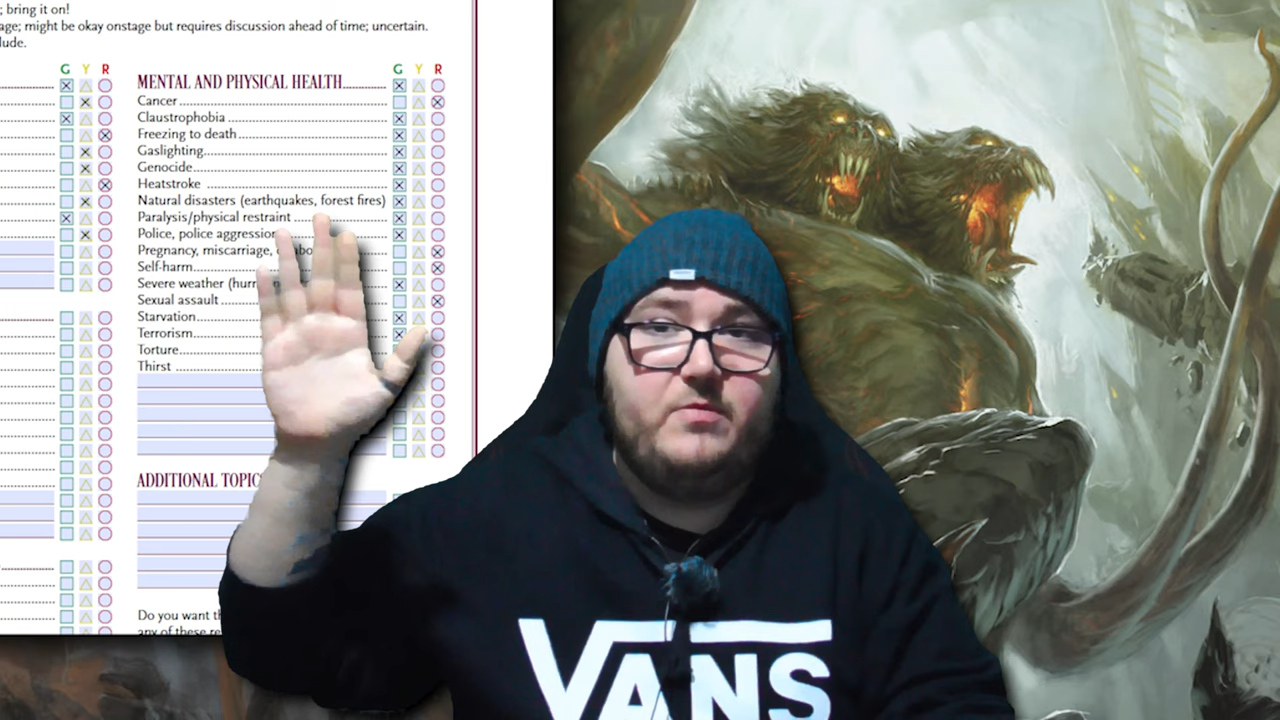 ; bring it on!
age; might be okay onstage but requires discussion ahead of time; uncertain.
lude.
G Y R
G Y R
MENTAL AND PHYSICAL HEALTH
Cancer
Claustrophobia
Freezing to death
Gaslighting
Genocide
Heatstroke
Natural disasters (earthquakes, forest fires)
Paralysis/physical restraint
Police, police aggression
Pregnancy, miscarriage,
Self-harm
Severe weather (hurr
Sexual assault
Starvation
Terrorism
Torture
Thirst
ADDITIONAL TOPIC
Do you want th
any of these re
VANS